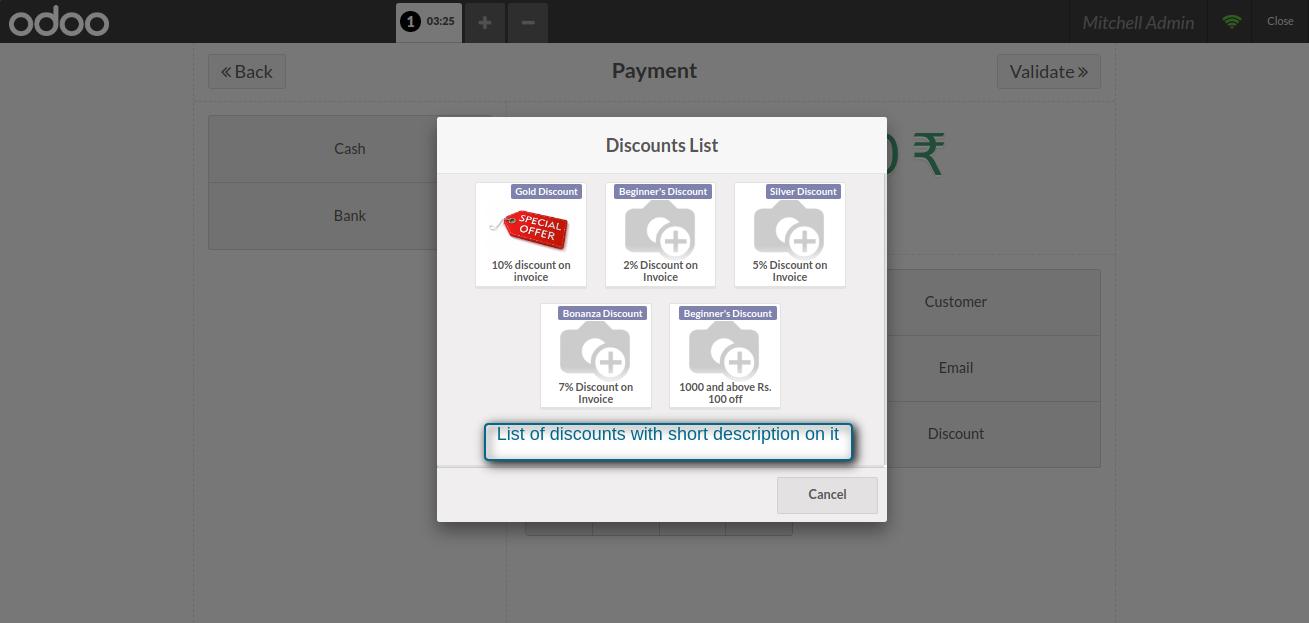 odoo
1 03:25
Mitchell Admin
Close
Back
Payment
Validate
Cash
Bank
0 ₹
Customer
Email
Discount
Discounts List
Gold Discount
SPECIAL
OFFER
10% discount on
invoice
Beginner's Discount
2% Discount on
Invoice
Silver Discount
5% Discount on
Invoice
Bonanza Discount
7% Discount on
Invoice
Beginner's Discount
1000 and above Rs.
100 off
List of discounts with short description on it
Cancel